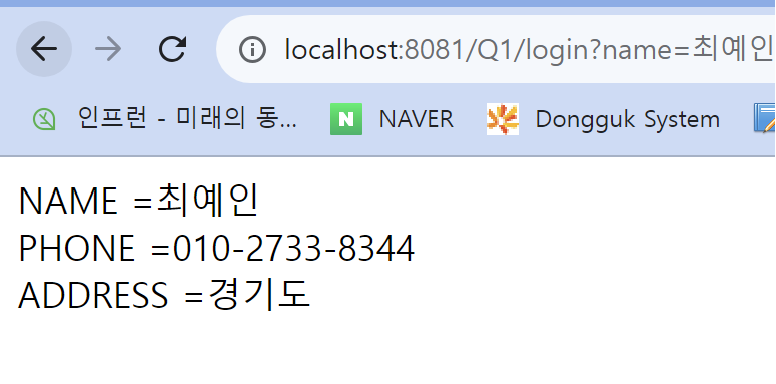 localhost:8081/Q1/login?name=최예인
인프런 - 미래의 동...
NAVER
Dongguk System
NAME =최예인
PHONE =010-2733-8344
ADDRESS =경기도